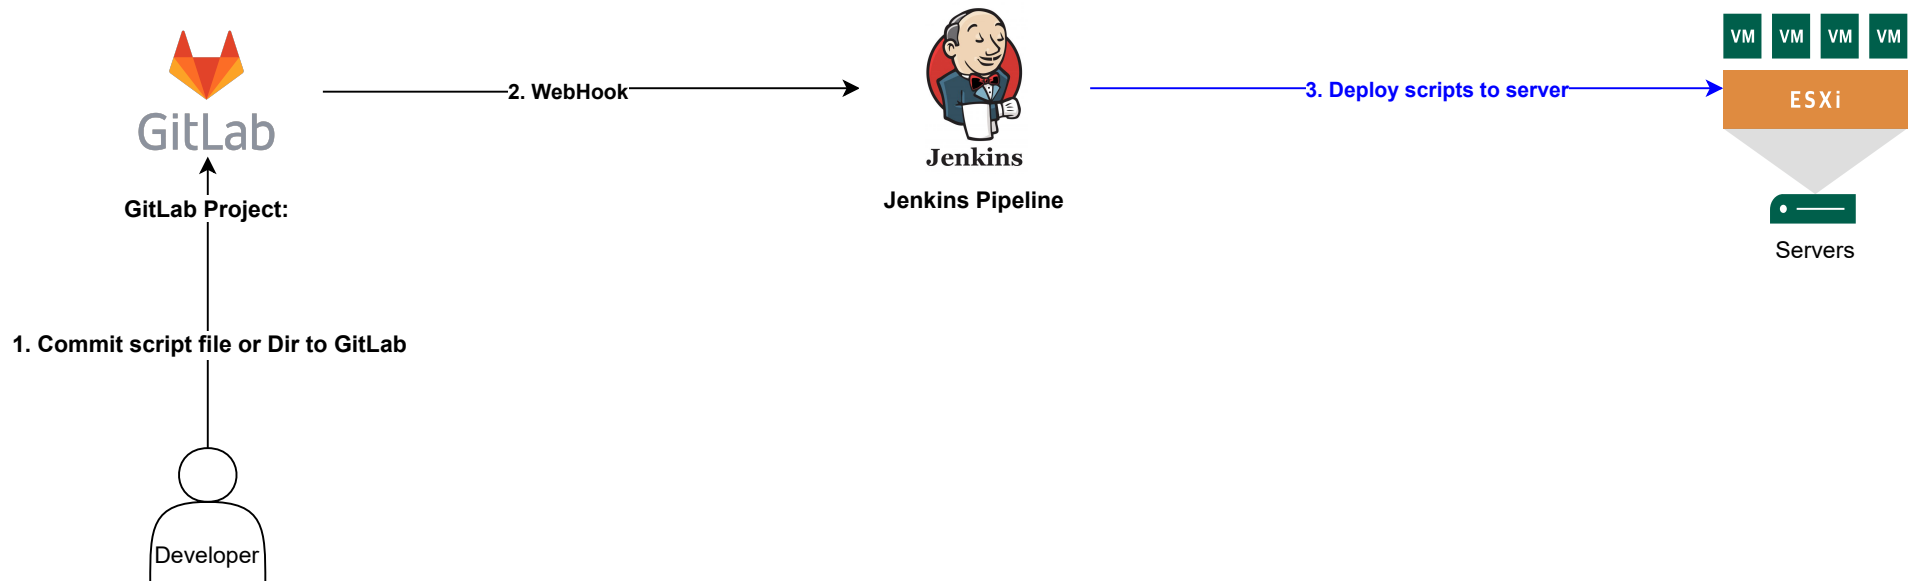 VM VM VM VM
GitLab
2. WebHook
3. Deploy scripts to server
ESXi
Jenkins
Jenkins Pipeline
GitLab Project:
Servers
1. Commit script file or Dir to GitLab
Developer